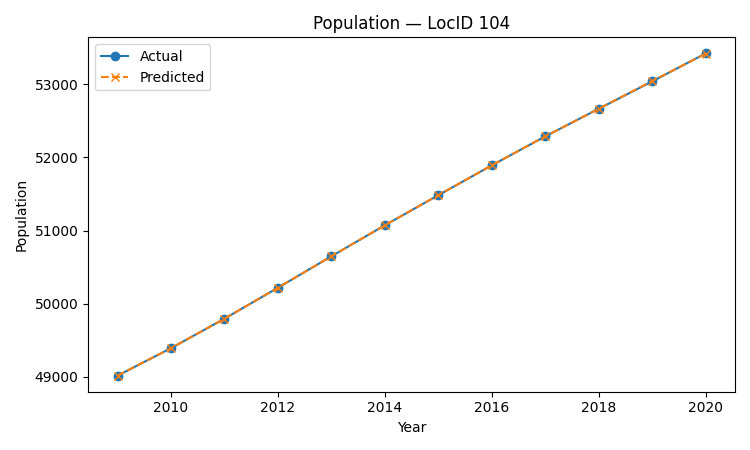 Population — LocID 104
Actual
Predicted
53000
52000
51000
50000
49000
Population
2010 2012 2014 2016 2018 2020
Year